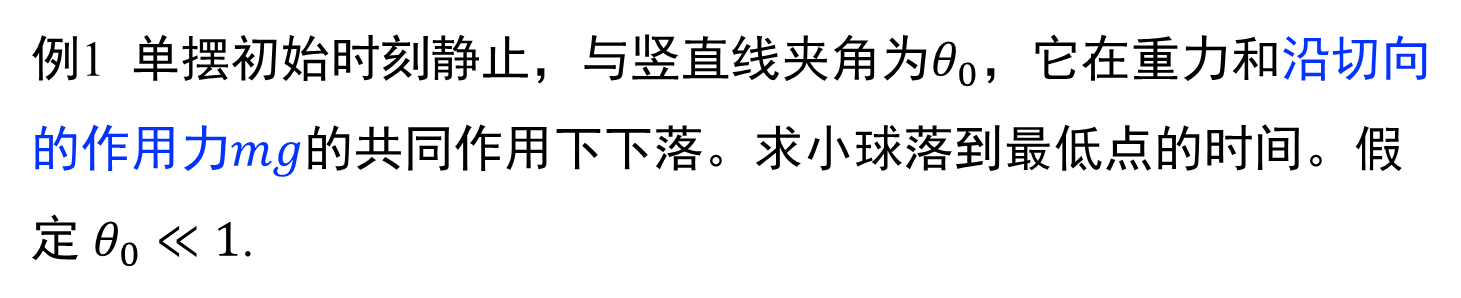 例1 单摆初始时刻静止，与竖直线夹角为θ₀，它在重力和沿切向
的作用力mg的共同作用下下落。求小球落到最低点的时间。假
定 θ₀ ≪ 1.